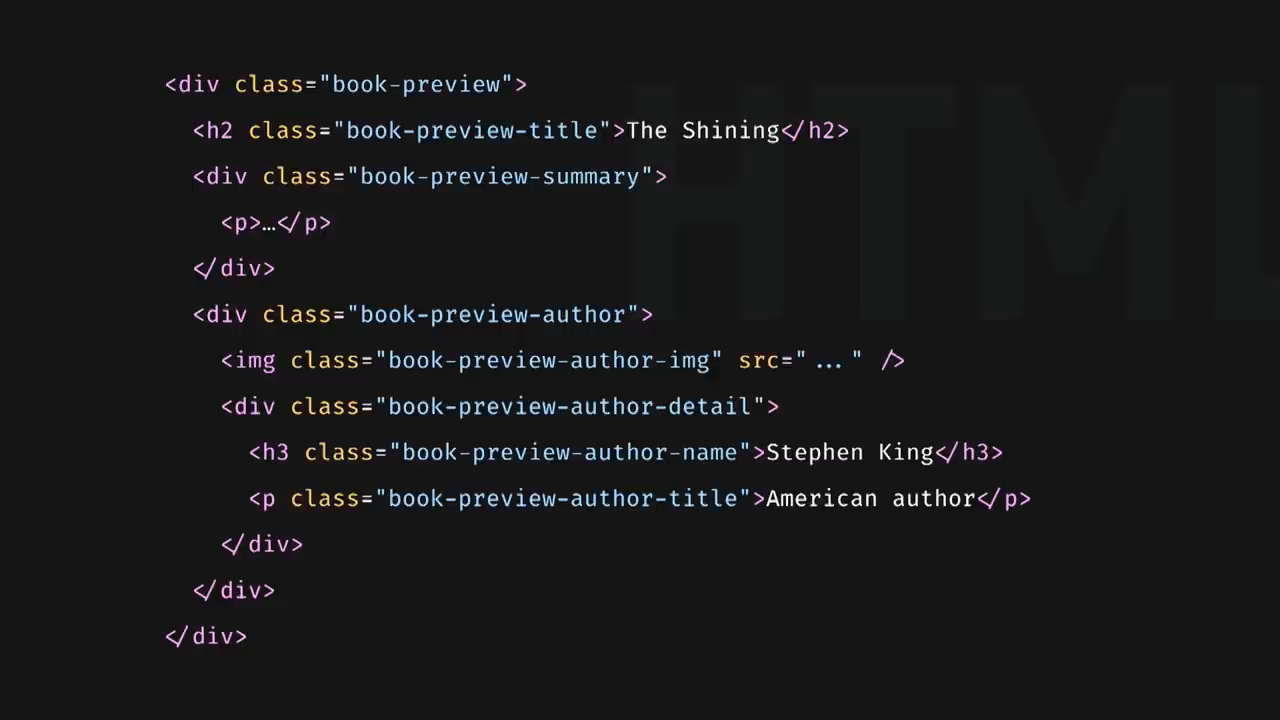 <div class="book-preview">
<h2 class="book-preview-title">The Shining</h2>
<div class="book-preview-summary">
<p>…</p>
</div>
<div class="book-preview-author">
<img class="book-preview-author-img" src="..." />
<div class="book-preview-author-detail">
<h3 class="book-preview-author-name">Stephen King</h3>
<p class="book-preview-author-title">American author</p>
</div>
</div>
</div>
HTML